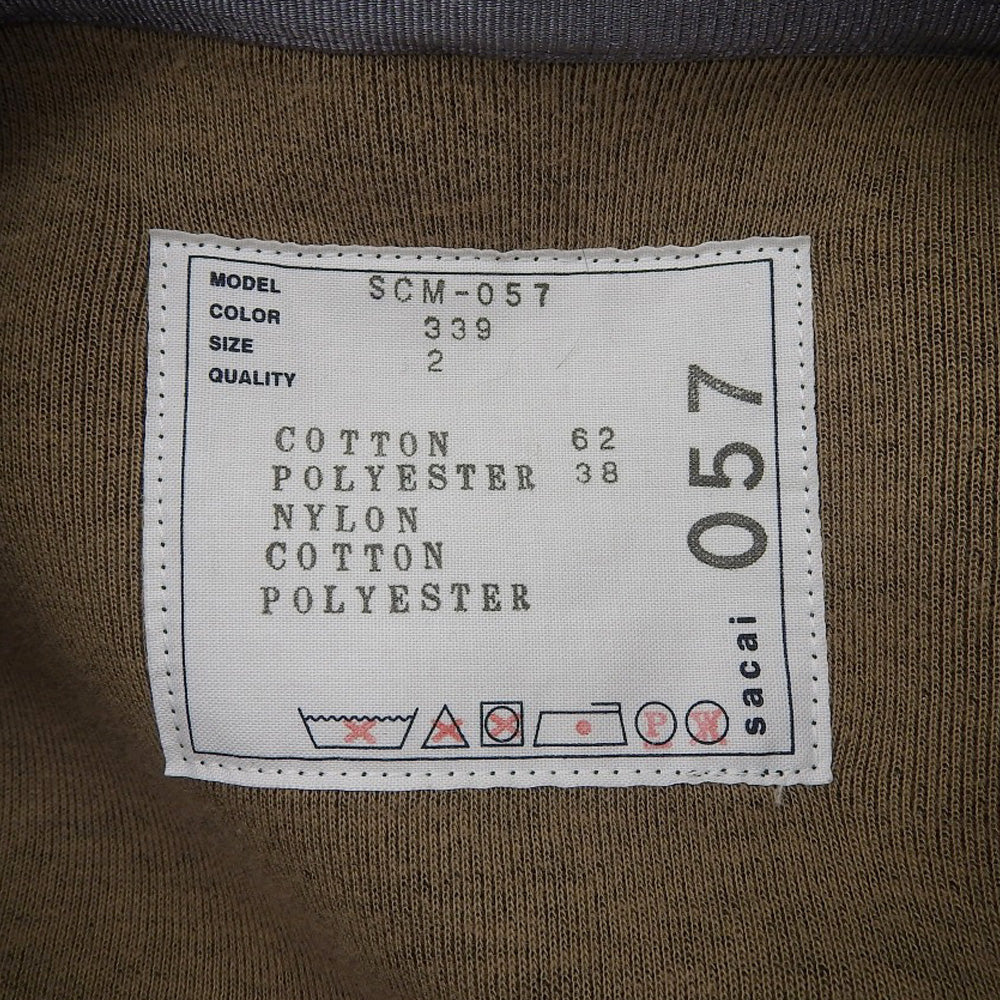 MODEL SCM-057
COLOR 339
SIZE 2
QUALITY
COTTON 62
POLYESTER 38
NYLON
COTTON
POLYESTER
sacai 057
P W